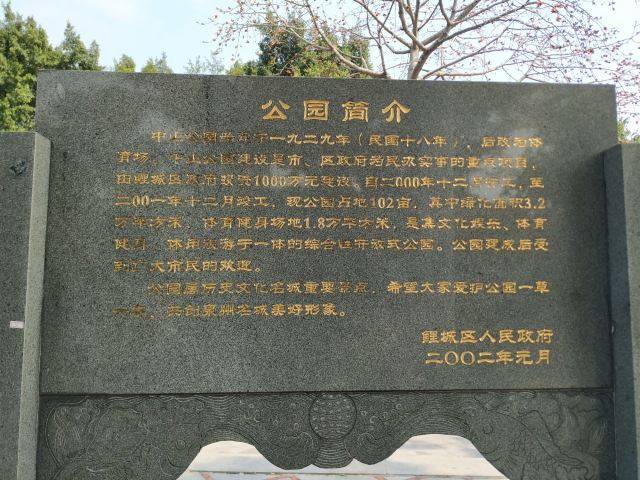 公园简介
中山公园始建于一九二九年（民国十八年），后改为体
育场。中山公园建设是市、区政府为民办实事的重点项目，
由鲤城区政府投资1000万元建设。自二000年十二月动工，至
二00一年十二月竣工，现公园占地102亩，其中绿化面积3.2
万平方米，体育健身场地1.8万平方米，是集文化娱乐、体育
健身、休闲旅游于一体的综合性开放式公园。公园建成后受
到广大市民的欢迎。
公园属历史文化名城重要景点，希望大家爱护公园一草
一木，共创泉州名城美好形象。
鲤城区人民政府
二〇〇二年元月